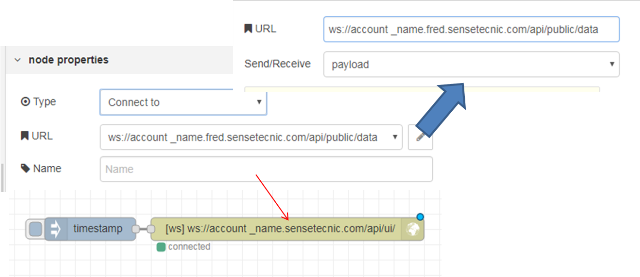 URL
ws://account _name.fred.sensetecnic.com/api/public/data
Send/Receive
payload
node properties
Type
Connect to
URL
ws://account _name.fred.sensetecnic.com/api/public/data
Name
Name
timestamp
[ws] ws://account _name.sensetecnic.com/api/ui/
connected